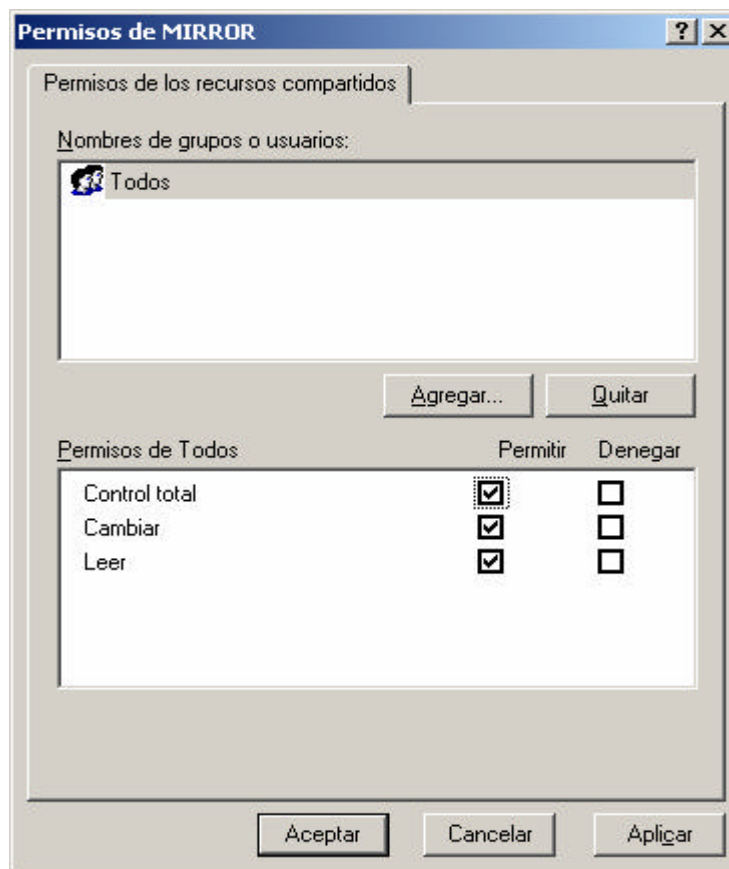 Permisos de MIRROR
Permisos de los recursos compartidos
Nombres de grupos o usuarios:
Todos
Agregar... Quitar
Permisos de Todos Permitir Denegar
Control total
Cambiar
Leer
Aceptar Cancelar Aplicar